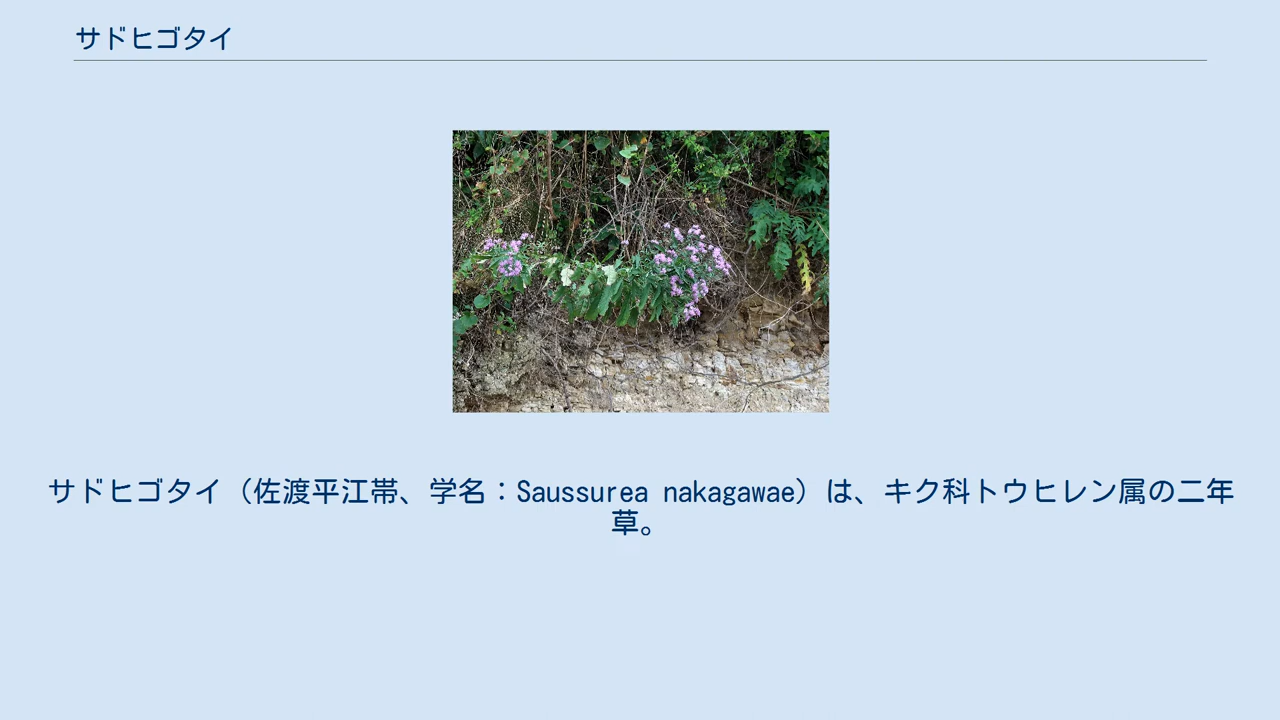 サドヒゴタイ
サドヒゴタイ（佐渡平江帯、学名：Saussurea nakagawae）は、キク科トウヒレン属の二年
草。